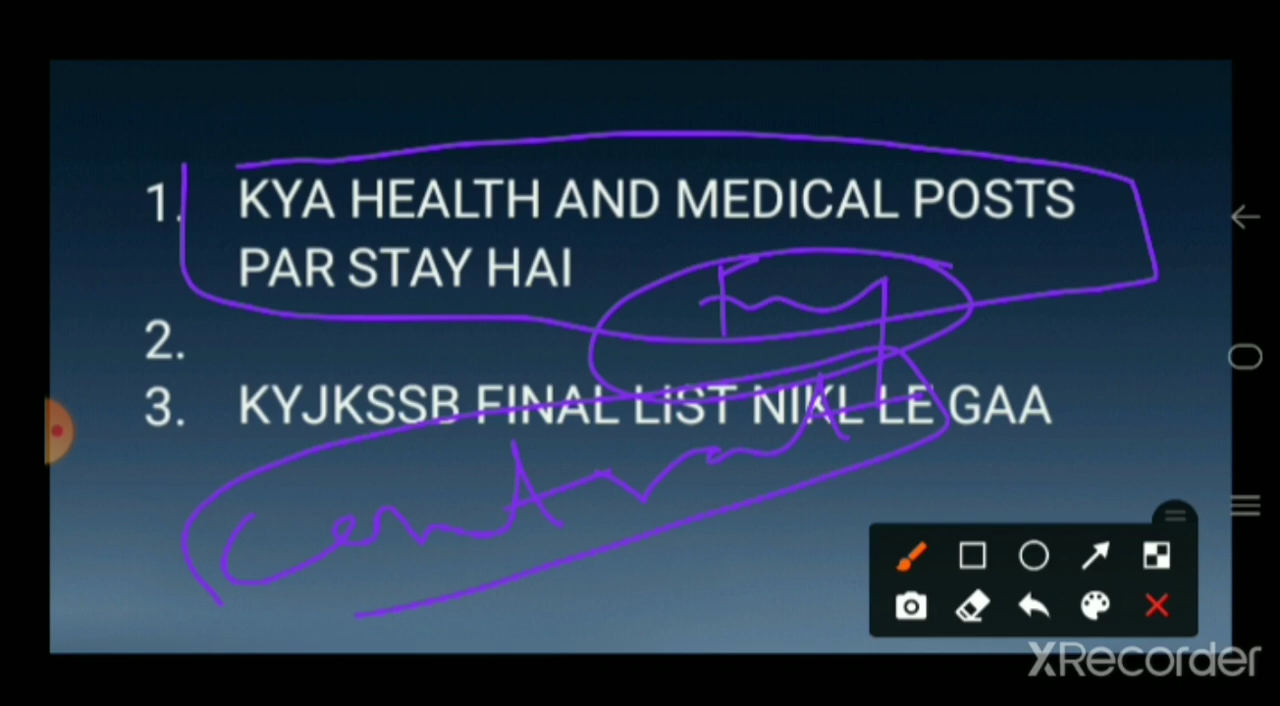 1. KYA HEALTH AND MEDICAL POSTS
PAR STAY HAI
2.
3. KYJKSSB FINAL LIST NIKL LE GAA
XRecorder